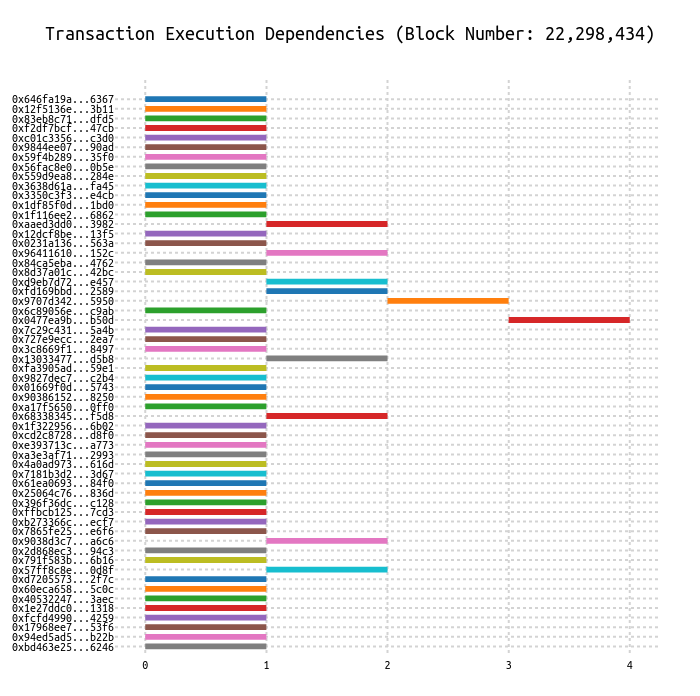 Transaction Execution Dependencies (Block Number: 22,298,434)
0x646fa19a...6367
0x12f5136e...3b11
0x83eb8c71...dfd5
0xf2df7bcf...47cb
0xc01c3356...c3d0
0x9844ee07...90ad
0x59f4b289...35f0
0x56fac8e0...0b5e
0x559d9ea8...284e
0x3638d61a...fa45
0x3350c3f3...e4cb
0x1df85f0d...1bd0
0x1f116ee2...6862
0xaaed3dd0...3982
0x12dcf8be...13f5
0x0231a136...563a
0x96411610...152c
0x84ca5eba...4762
0x8d37a01c...42bc
0xd9eb7d72...e457
0xfd169bbd...2589
0x9707d342...5950
0x6c89056e...c9ab
0x0477ea9b...b50d
0x7c29c431...5a4b
0x727e9ecc...2ea7
0x3c8669f1...8497
0x13033477...d5b8
0xfa3905ad...59e1
0x9827dec7...c2b4
0x01669f0d...5743
0x90386152...8250
0xa17f5650...0ff0
0x68338345...f5d8
0x1f322956...6b02
0xcd2c8728...d8f0
0xe393713c...a773
0xa3e3af71...2993
0x4a0ad973...616d
0x7181b3d2...3d67
0x61ea0693...84f0
0x25064c76...836d
0x396f36dc...c128
0xffbcb125...7cd3
0xb273366c...ecf7
0x7865fe25...e6f6
0x9038d3c7...a6c6
0x2d868ec3...94c3
0x791f583b...6b16
0x57ff8c8e...0d8f
0xd7205573...2f7c
0x60eca658...5c0c
0x40532247...3aec
0x1e27ddc0...1318
0xfcfd4990...4259
0x17968ee7...53f6
0x94ed5ad5...b22b
0xbd463e25...6246
0 1 2 3 4